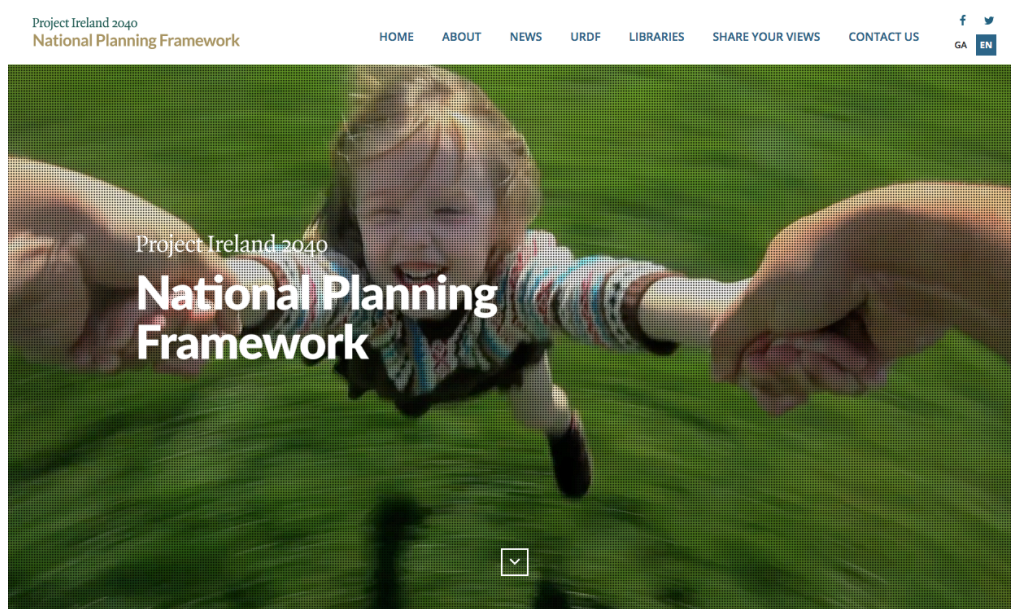 Project Ireland 2040
National Planning Framework
HOME ABOUT NEWS URDF LIBRARIES SHARE YOUR VIEWS CONTACT US
GA EN
Project Ireland 2040
National Planning
Framework